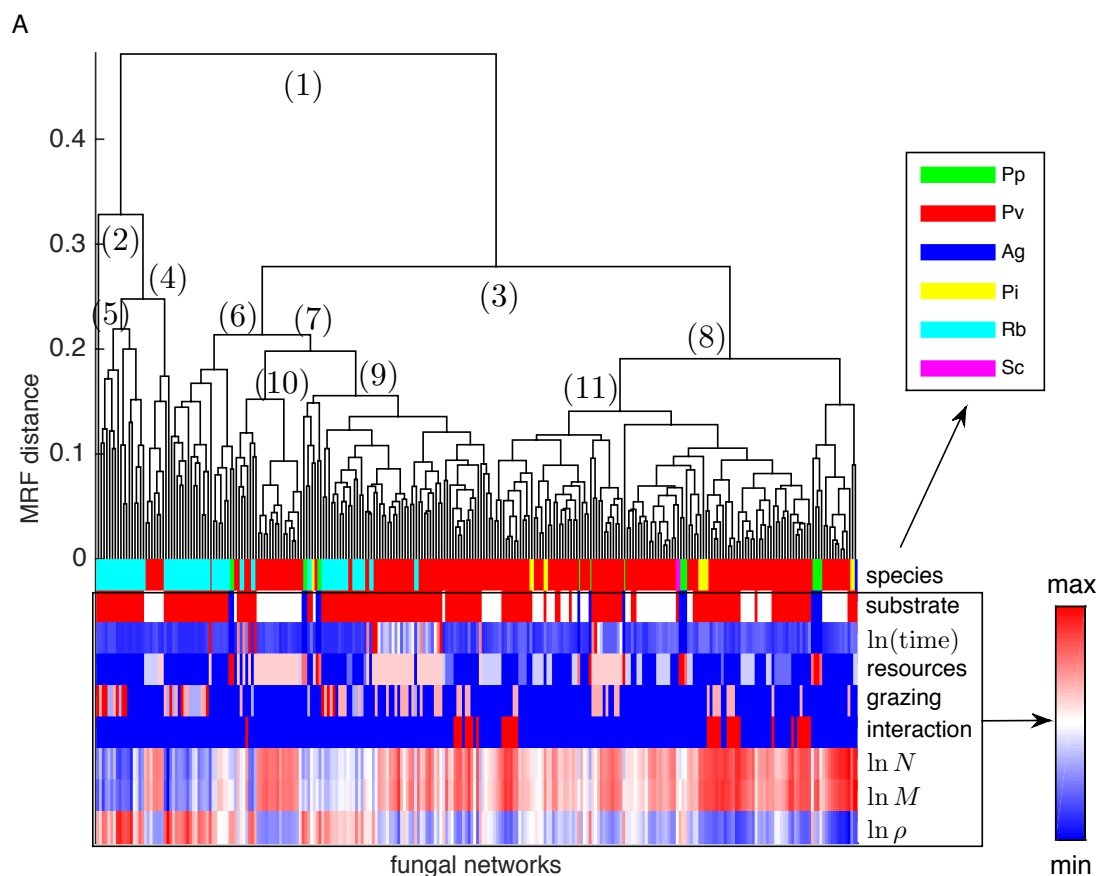 A
(1)
0.4
0.3
(2)
(4)
(3)
(5)
(6)
(7)
(8)
0.2
(10)
(9)
(11)
0.1
0
MRF distance
Pp
Pv
Ag
Pi
Rb
Sc
species
substrate
ln(time)
resources
grazing
interaction
ln N
ln M
ln ρ
fungal networks
max
min